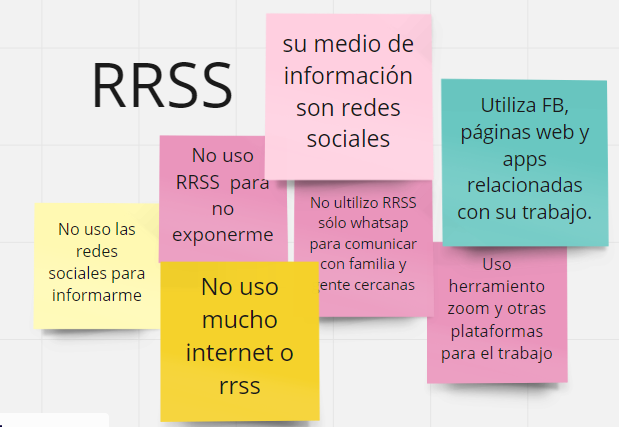 RRSS
su medio de
información
son redes
sociales
Utiliza FB,
páginas web y
apps
relacionadas
con su trabajo.
No uso
RRSS para
no
exponerme
No ultilizo RRSS
sólo whatsap
para comunicar
con familia y
gente cercanas
No uso las
redes
sociales para
informarme
No uso
mucho
internet o
rrss
Uso
herramiento
zoom y otras
plataformas
para el trabajo